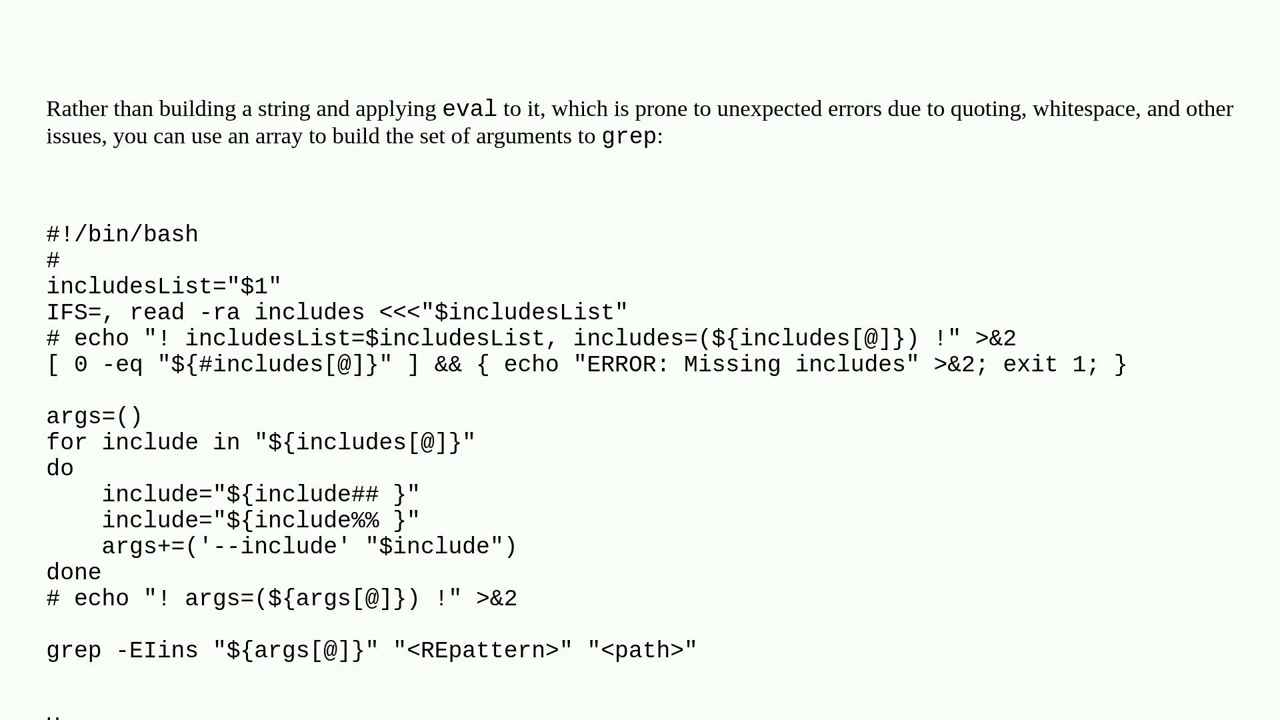 Rather than building a string and applying eval to it, which is prone to unexpected errors due to quoting, whitespace, and other
issues, you can use an array to build the set of arguments to grep:
#!/bin/bash
#
includesList="$1"
IFS=, read -ra includes <<<"$includesList"
# echo "! includesList=$includesList, includes=(${includes[@]}) !" >&2
[ 0 -eq "${#includes[@]}" ] && { echo "ERROR: Missing includes" >&2; exit 1; }
args=()
for include in "${includes[@]}"
do
    include="${include## }"
    include="${include%% }"
    args+=('--include' "$include")
done
# echo "! args=(${args[@]}) !" >&2
grep -EIins "${args[@]}" "<REpattern>" "<path>"